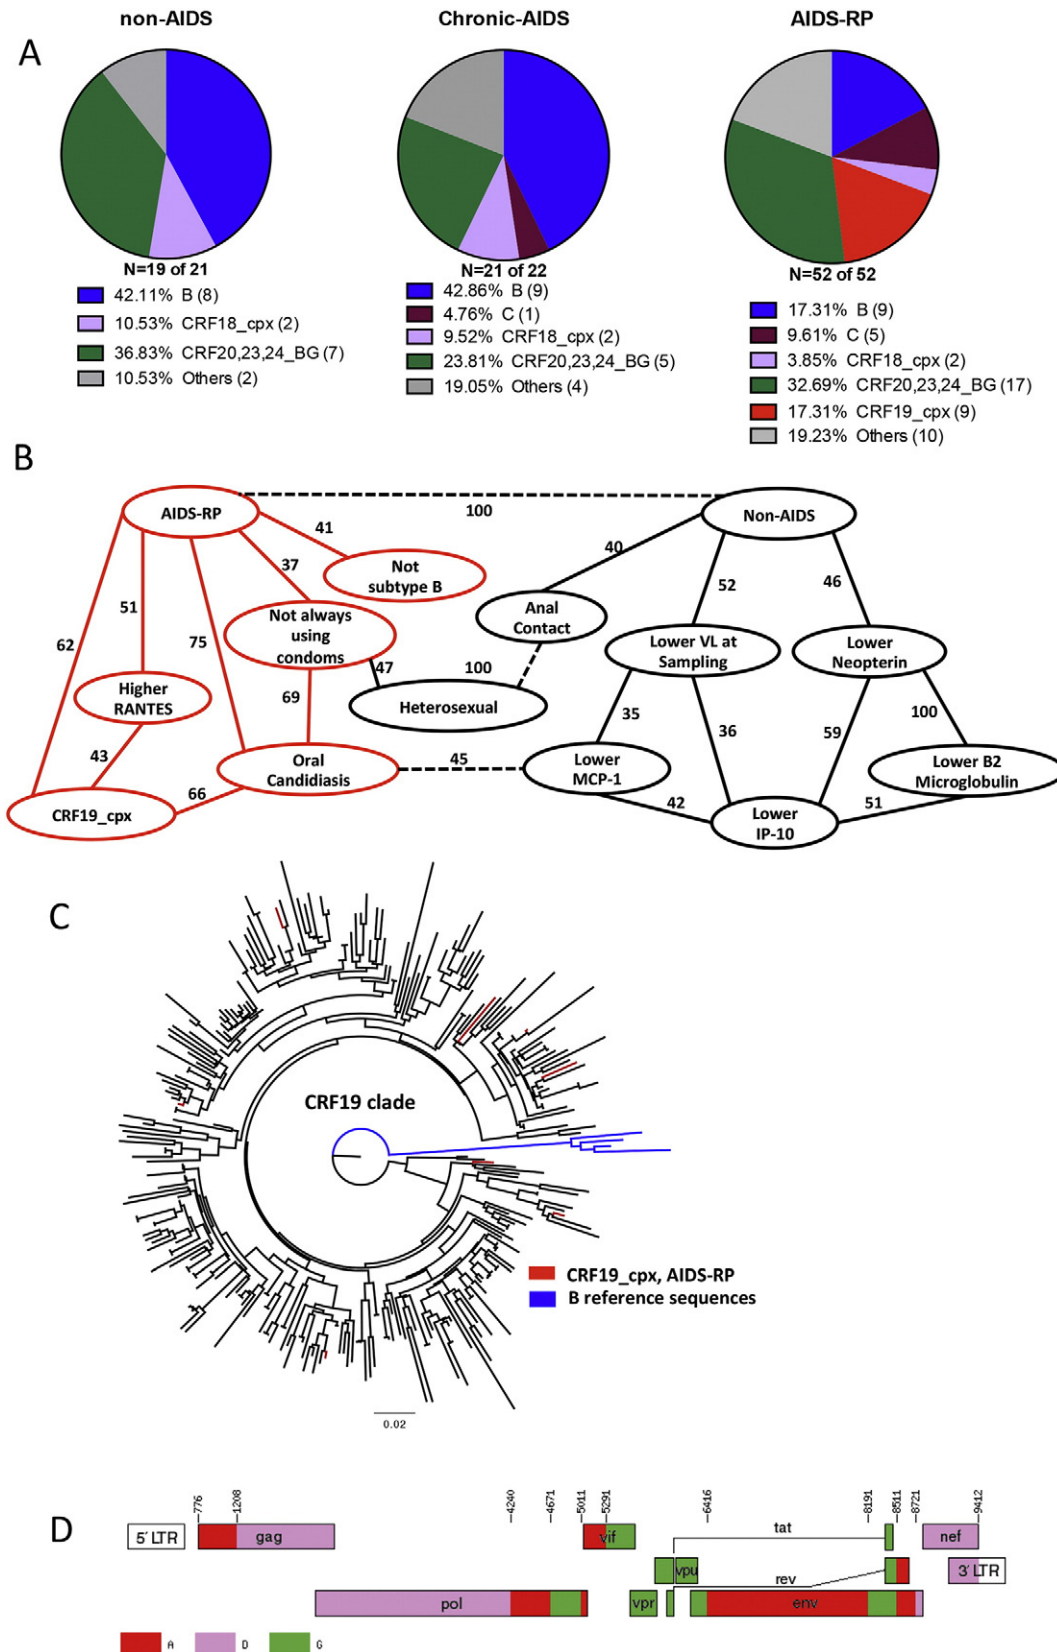 A
non-AIDS
Chronic-AIDS
AIDS-RP
N=19 of 21
42.11% B (8)
10.53% CRF18_cpx (2)
36.83% CRF20,23,24_BG (7)
10.53% Others (2)
N=21 of 22
42.86% B (9)
4.76% C (1)
9.52% CRF18_cpx (2)
23.81% CRF20,23,24_BG (5)
19.05% Others (4)
N=52 of 52
17.31% B (9)
9.61% C (5)
3.85% CRF18_cpx (2)
32.69% CRF20,23,24_BG (17)
17.31% CRF19_cpx (9)
19.23% Others (10)
B
AIDS-RP
100
Non-AIDS
41
37
40
Not
subtype B
52
46
51
62
75
Not always
using
condoms
Anal
Contact
Lower VL at
Sampling
Lower
Neopterin
47
100
Higher
RANTES
69
Heterosexual
35
36
59
100
43
Oral
Candidiasis
45
Lower
MCP-1
Lower B2
Microglobulin
66
42
51
CRF19_cpx
Lower
IP-10
C
CRF19 clade
CRF19_cpx, AIDS-RP
B reference sequences
0.02
D
776
1208
4240
4671
5011
5291
6416
8191
8511
8721
9412
5´ LTR
gag
vif
tat
nef
vpu
rev
3´ LTR
pol
vpr
env
A
D
G